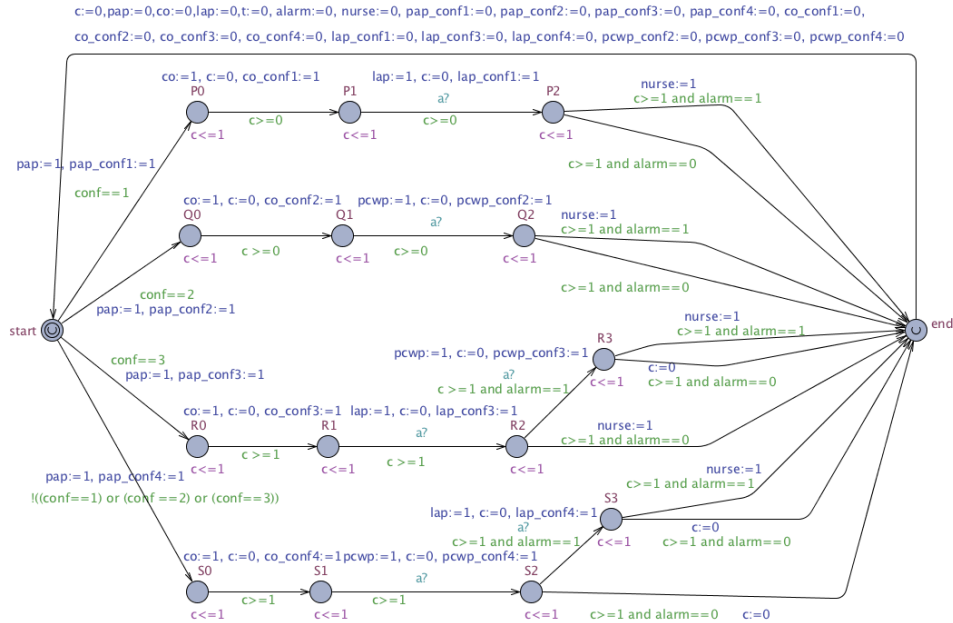 c:=0,pap:=0,co:=0,lap:=0,t:=0, alarm:=0, nurse:=0, pap_conf1:=0, pap_conf2:=0, pap_conf3:=0, pap_conf4:=0, co_conf1:=0,
co_conf2:=0, co_conf3:=0, co_conf4:=0, lap_conf1:=0, lap_conf3:=0, lap_conf4:=0, pcwp_conf2:=0, pcwp_conf3:=0, pcwp_conf4:=0
co:=1, c:=0, co_conf1:=1
lap:=1, c:=0, lap_conf1:=1
nurse:=1
P0
P1
a?
P2
c>=1 and alarm==1
c>=0
c>=0
c<=1
c<=1
c<=1
pap:=1, pap_conf1:=1
c>=1 and alarm==0
conf==1
co:=1, c:=0, co_conf2:=1
pcwp:=1, c:=0, pcwp_conf2:=1
Q0
Q1
a?
Q2
nurse:=1
c>=1 and alarm==1
c >=0
c>=0
c<=1
c<=1
c<=1
conf==2
c>=1 and alarm==0
pap:=1, pap_conf2:=1
start
end
nurse:=1
c>=1 and alarm==1
R3
pcwp:=1, c:=0, pcwp_conf3:=1
conf==3
pap:=1, pap_conf3:=1
a?
c:=0
c >=1 and alarm==1
c<=1
c>=1 and alarm==0
co:=1, c:=0, co_conf3:=1
lap:=1, c:=0, lap_conf3:=1
R0
R1
a?
R2
nurse:=1
c>=1 and alarm==0
c >=1
c >=1
c<=1
c<=1
c<=1
pap:=1, pap_conf4:=1
nurse:=1
c>=1 and alarm==1
!((conf==1) or (conf ==2) or (conf==3))
S3
lap:=1, c:=0, lap_conf4:=1
a?
c:=0
c>=1 and alarm==1
c<=1
c>=1 and alarm==0
co:=1, c:=0, co_conf4:=1
pcwp:=1, c:=0, pcwp_conf4:=1
S0
S1
a?
S2
c>=1
c>=1
c<=1
c<=1
c<=1
c>=1 and alarm==0
c:=0